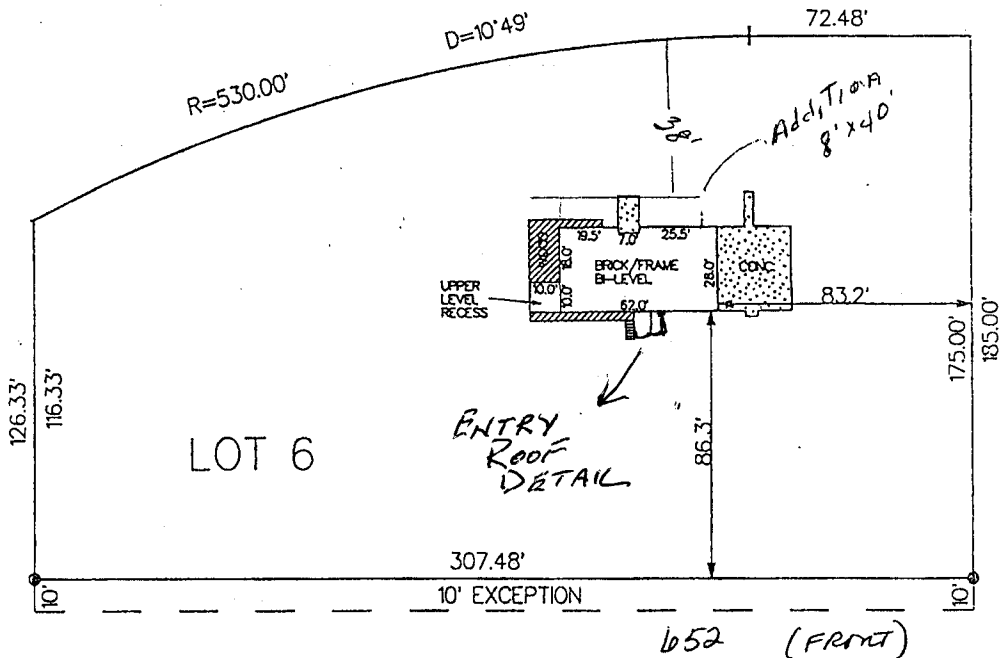 72.48'
D=10°49'
R=530.00'
38'
Addition
8' x 40'
19.5'
7.0'
25.5'
18.0'
BRICK/FRAME
BI-LEVEL
28.0'
CONC.
10.0'
10.0'
UPPER
LEVEL
RECESS
62.0'
83.2'
175.00'
185.00'
126.33'
116.33'
LOT 6
ENTRY
ROOF
DETAIL
86.3'
307.48'
10'
10' EXCEPTION
10'
652 (FRONT)